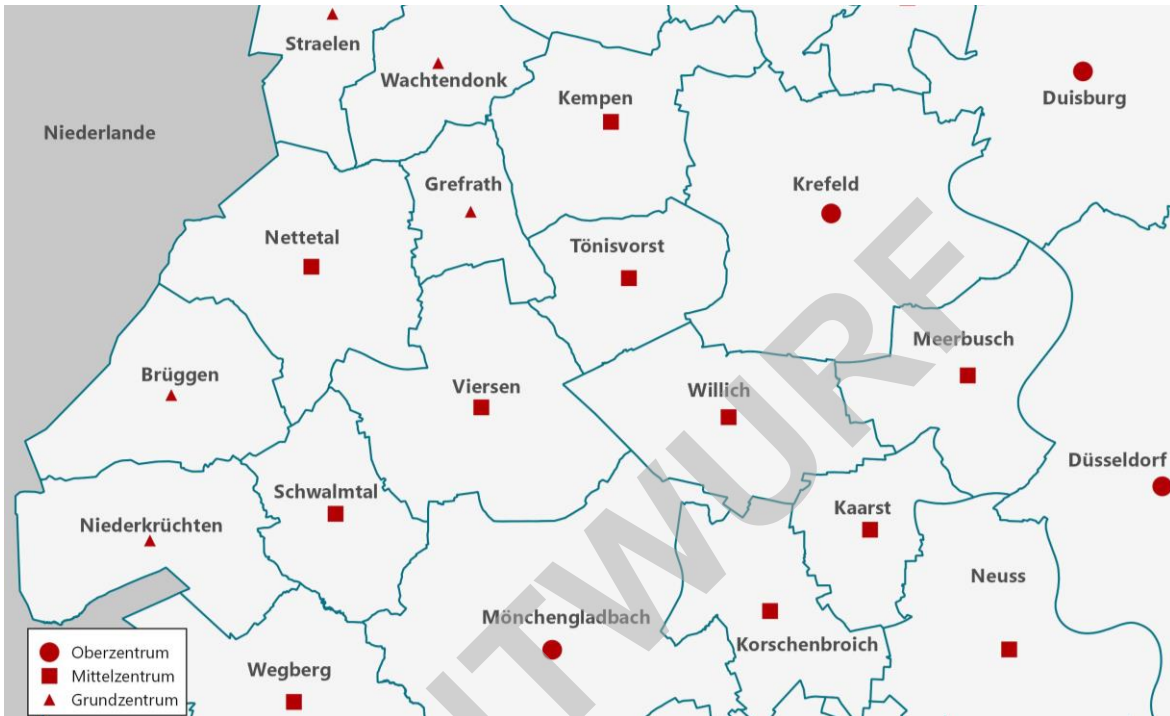 Straelen
Wachtendonk
Kempen
Duisburg
Niederlande
Grefrath
Krefeld
Nettetal
Tönisvorst
Meerbusch
Brüggen
Viersen
Willich
Düsseldorf
Schwalmtal
Kaarst
Niederkrüchten
Neuss
Mönchengladbach
Korschenbroich
Wegberg
Oberzentrum
Mittelzentrum
Grundzentrum